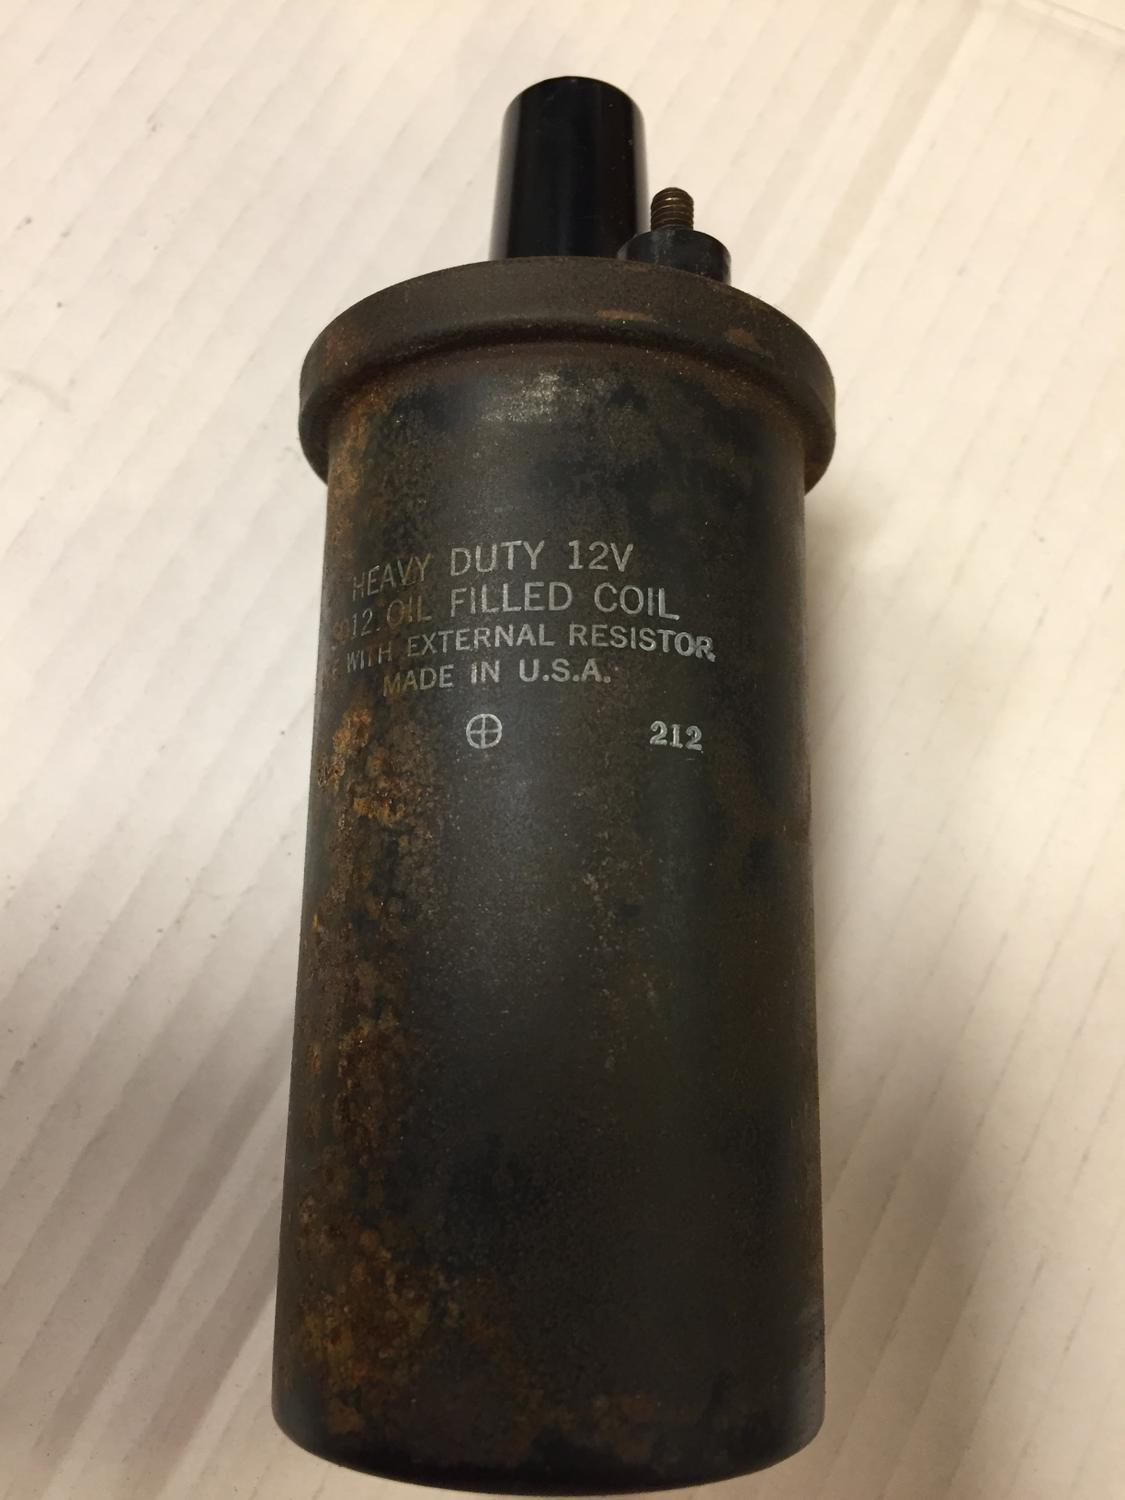 HEAVY DUTY 12V
12 OIL FILLED COIL
WITH EXTERNAL RESISTOR
MADE IN U.S.A.
212